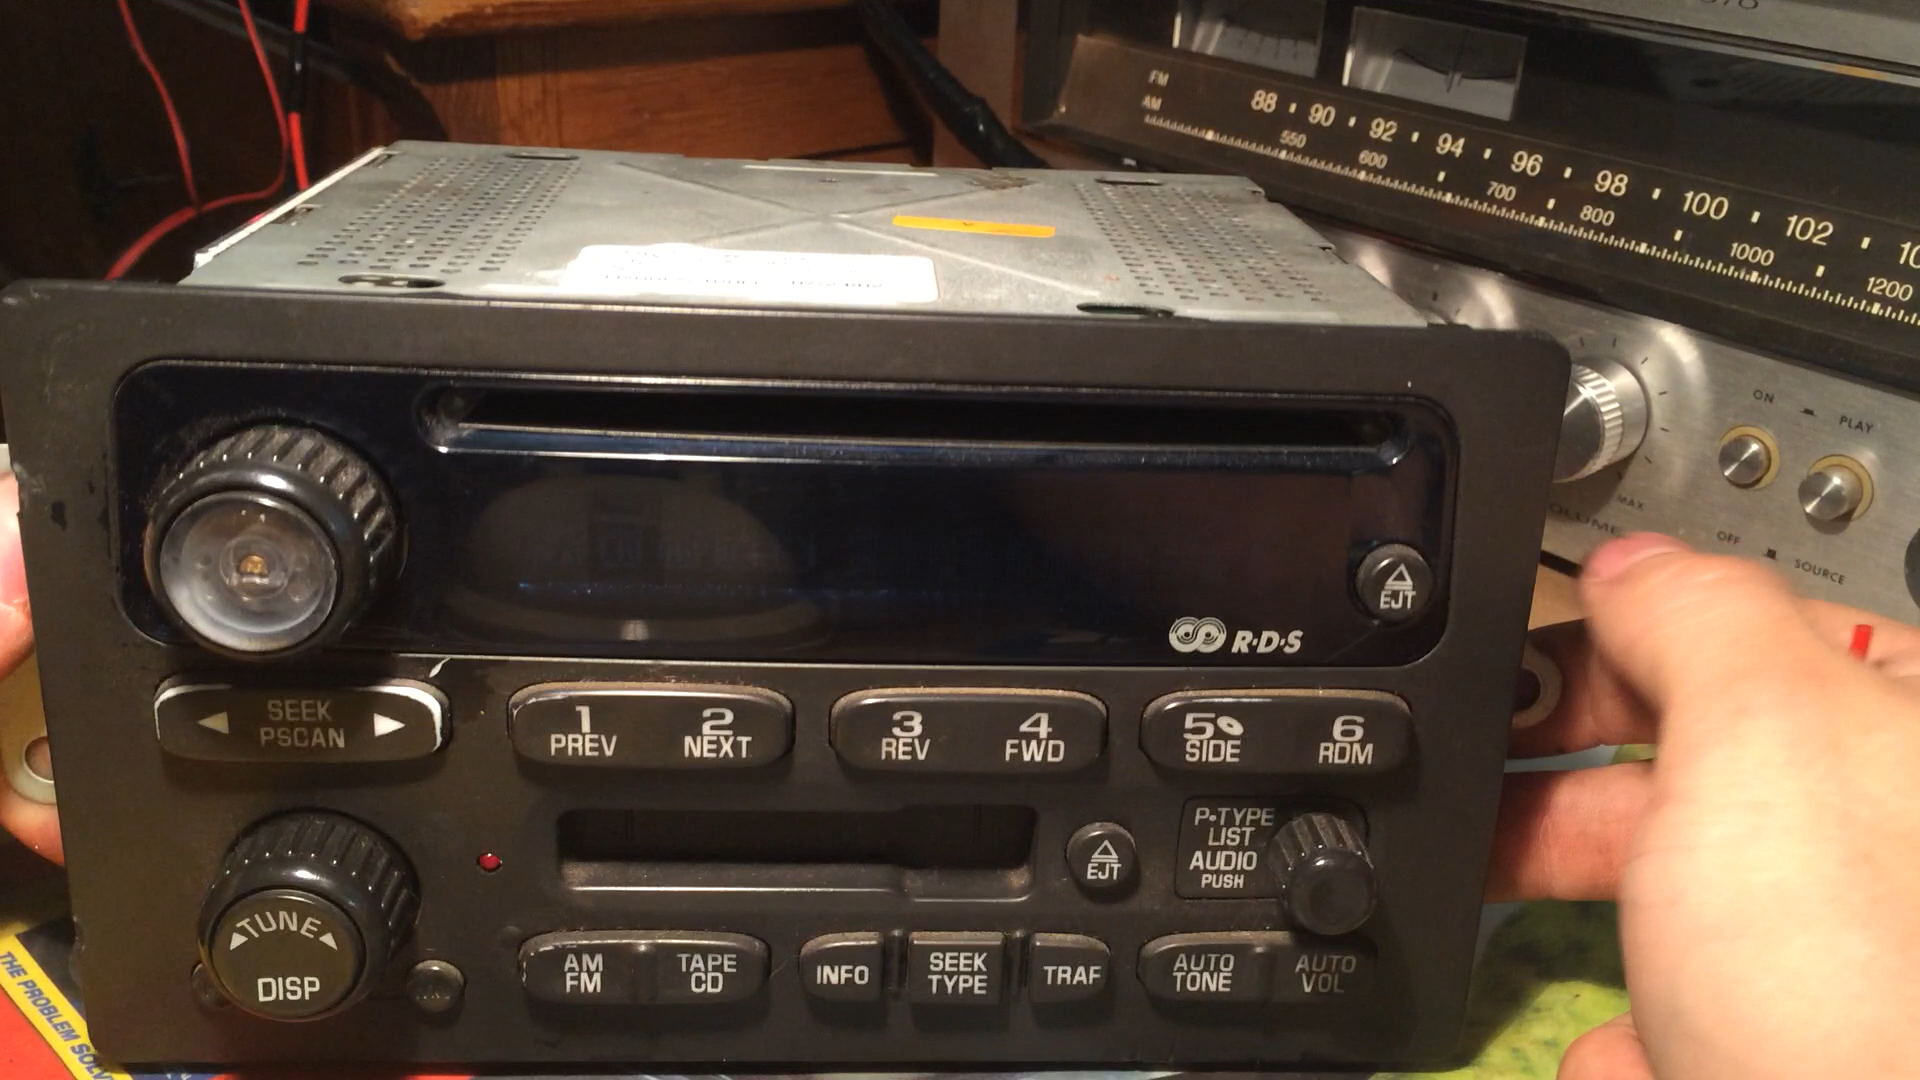 FM
88 90 92 94 96 98 100 102
AM
550 600 700 800 1000 1200
ON
PLAY
MAX
OFF
SOURCE
EJT
R·D·S
SEEK
PSCAN
1
PREV
2
NEXT
3
REV
4
FWD
5
SIDE
6
RDM
P•TYPE
LIST
AUDIO
PUSH
EJT
TUNE
DISP
AM
FM
TAPE
CD
INFO
SEEK
TYPE
TRAF
AUTO
TONE
AUTO
VOL
THE PROBLEM